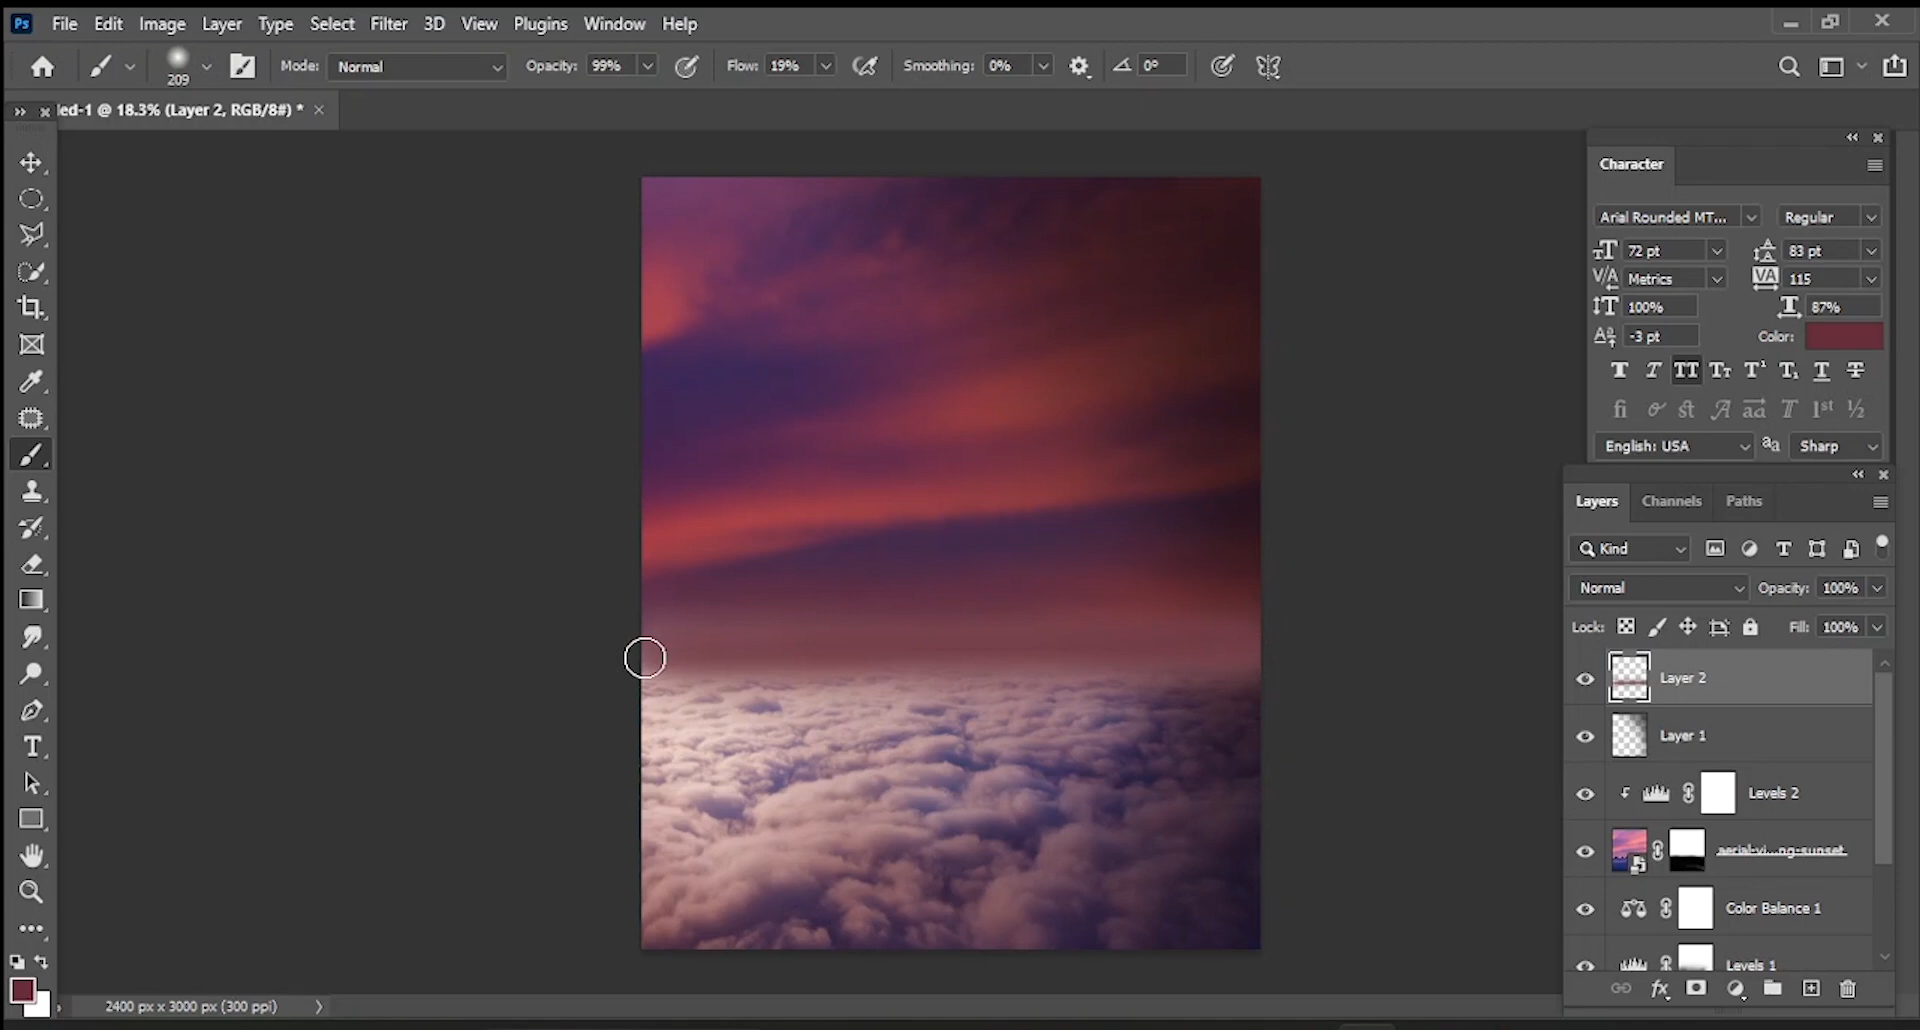 Ps File Edit Image Layer Type Select Filter 3D View Plugins Window Help
209 Mode: Normal Opacity: 99% Flow: 19% Smoothing: 0% 0°
led-1 @ 18.3% (Layer 2, RGB/8#) *
Character
Arial Rounded MT... Regular
72 pt 83 pt
Metrics 115
100% 87%
-3 pt Color:
English: USA Sharp
Layers Channels Paths
Kind
Normal Opacity: 100%
Lock: Fill: 100%
Layer 2
Layer 1
Levels 2
aerial-vi...ng-sunset
Color Balance 1
Levels 1
2400 px x 3000 px (300 ppi)